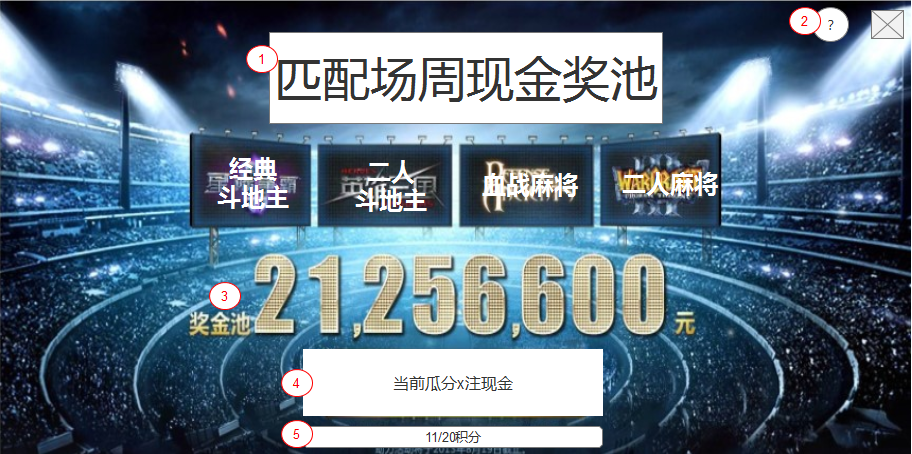 2
?
1
匹配场周现金奖池
经典
斗地主
二人
斗地主
血战麻将
二人麻将
3
奖金池 21,256,600 元
4
当前瓜分x注现金
5
11/20积分